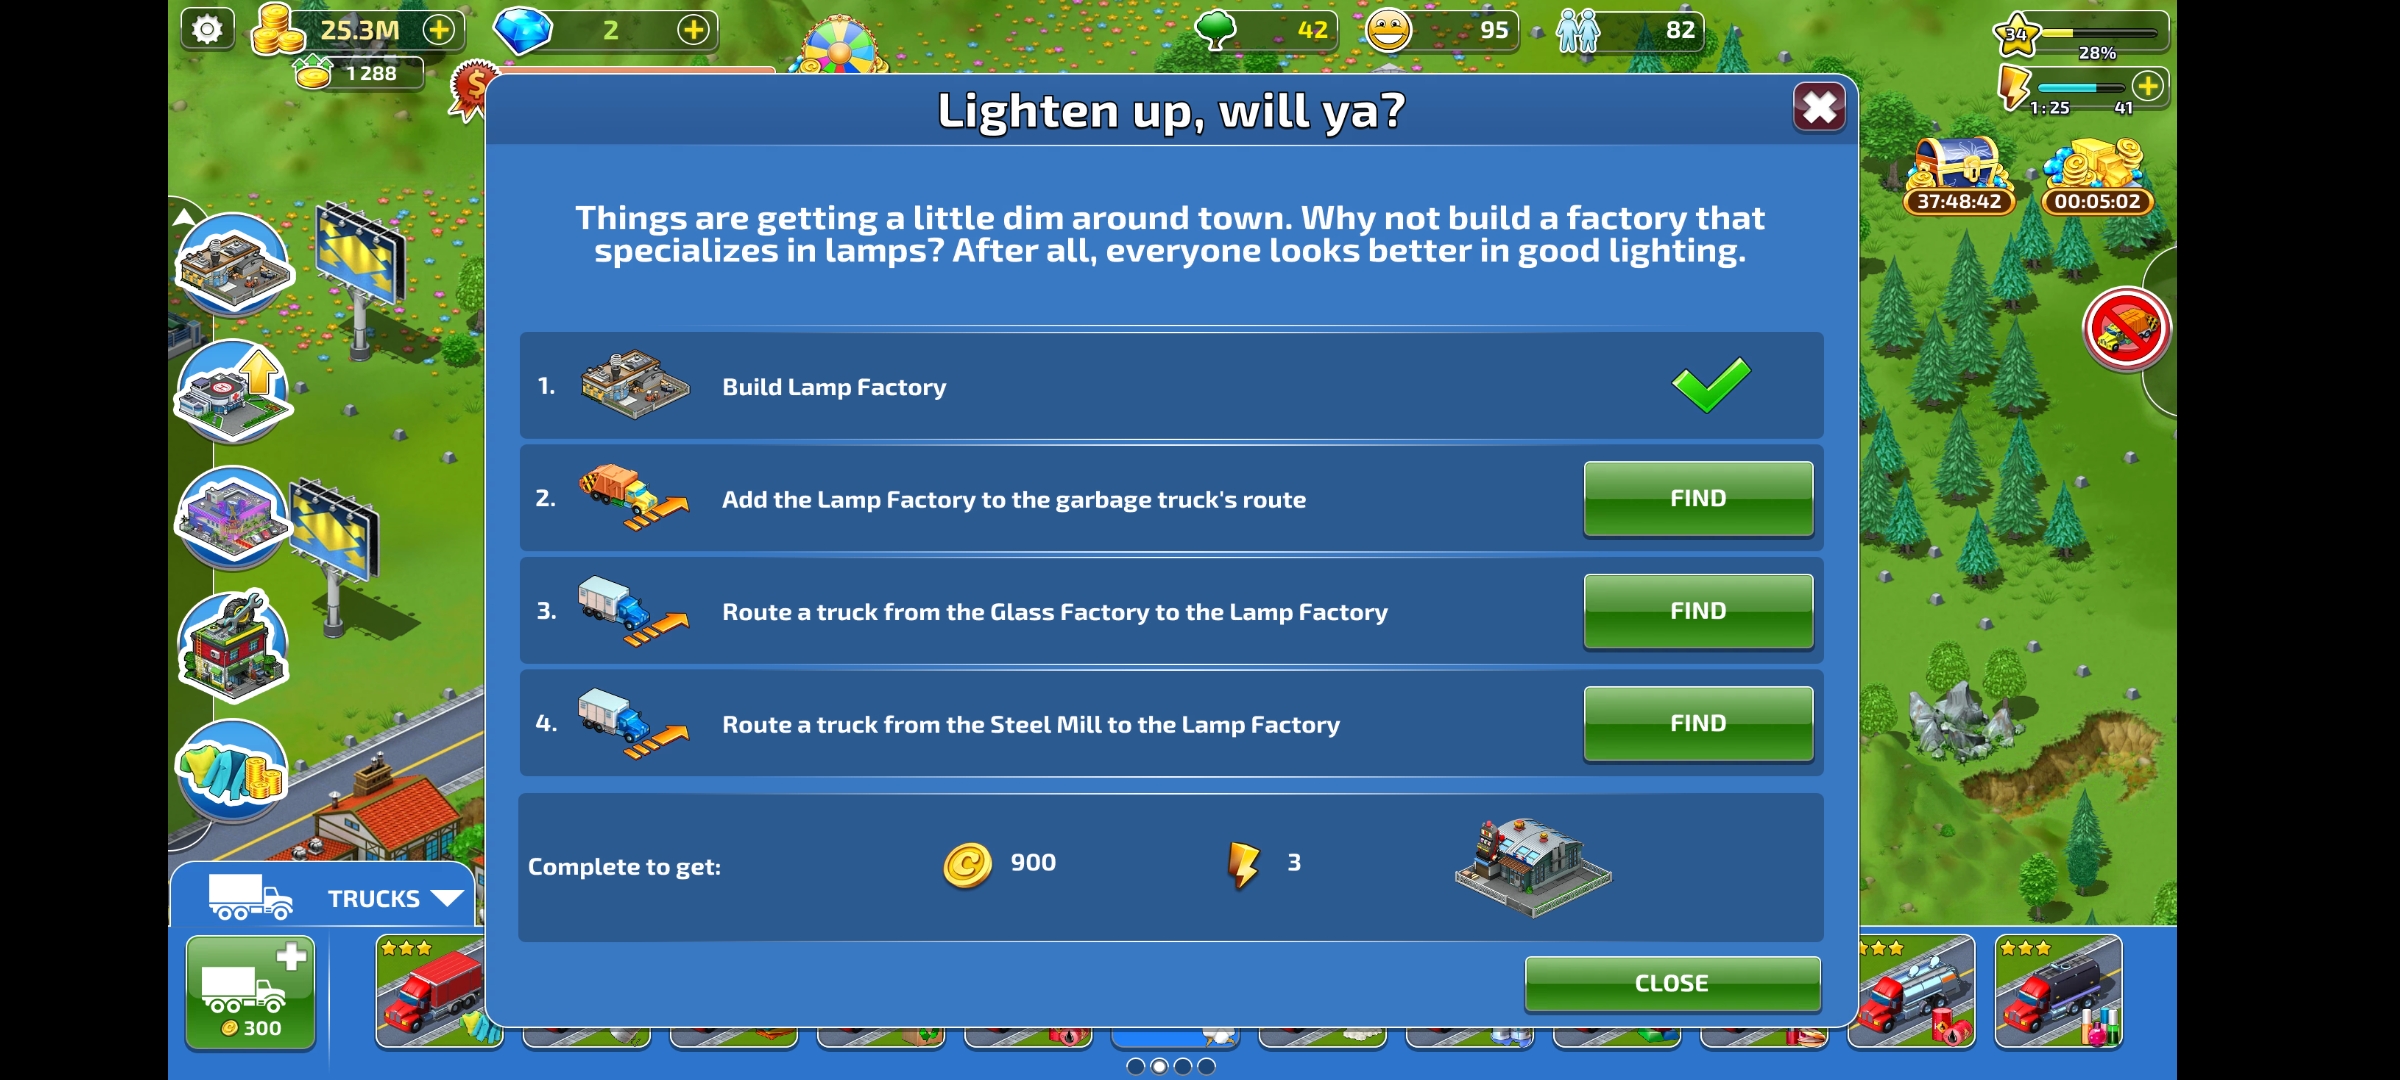 25.3M
2
42
95
82
34
28%
1 288
1:25
41
Lighten up, will ya?
37:48:42
00:05:02
Things are getting a little dim around town. Why not build a factory that
specializes in lamps? After all, everyone looks better in good lighting.
1.
Build Lamp Factory
2.
Add the Lamp Factory to the garbage truck's route
FIND
3.
Route a truck from the Glass Factory to the Lamp Factory
FIND
4.
Route a truck from the Steel Mill to the Lamp Factory
FIND
Complete to get:
900
3
TRUCKS
CLOSE
300